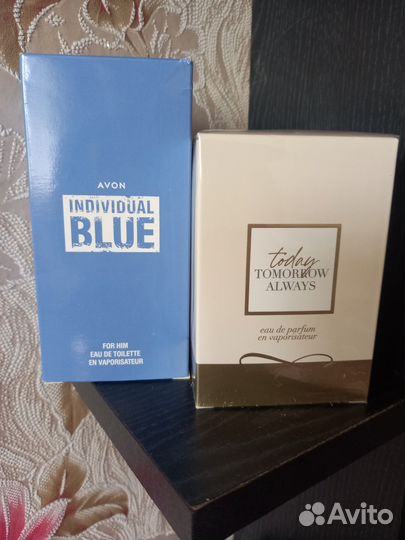 AVON
INDIVIDUAL
BLUE
FOR HIM
EAU DE TOILETTE
EN VAPORISATEUR
today
TOMORROW
ALWAYS
eau de parfum
en vaporisateur
Avito